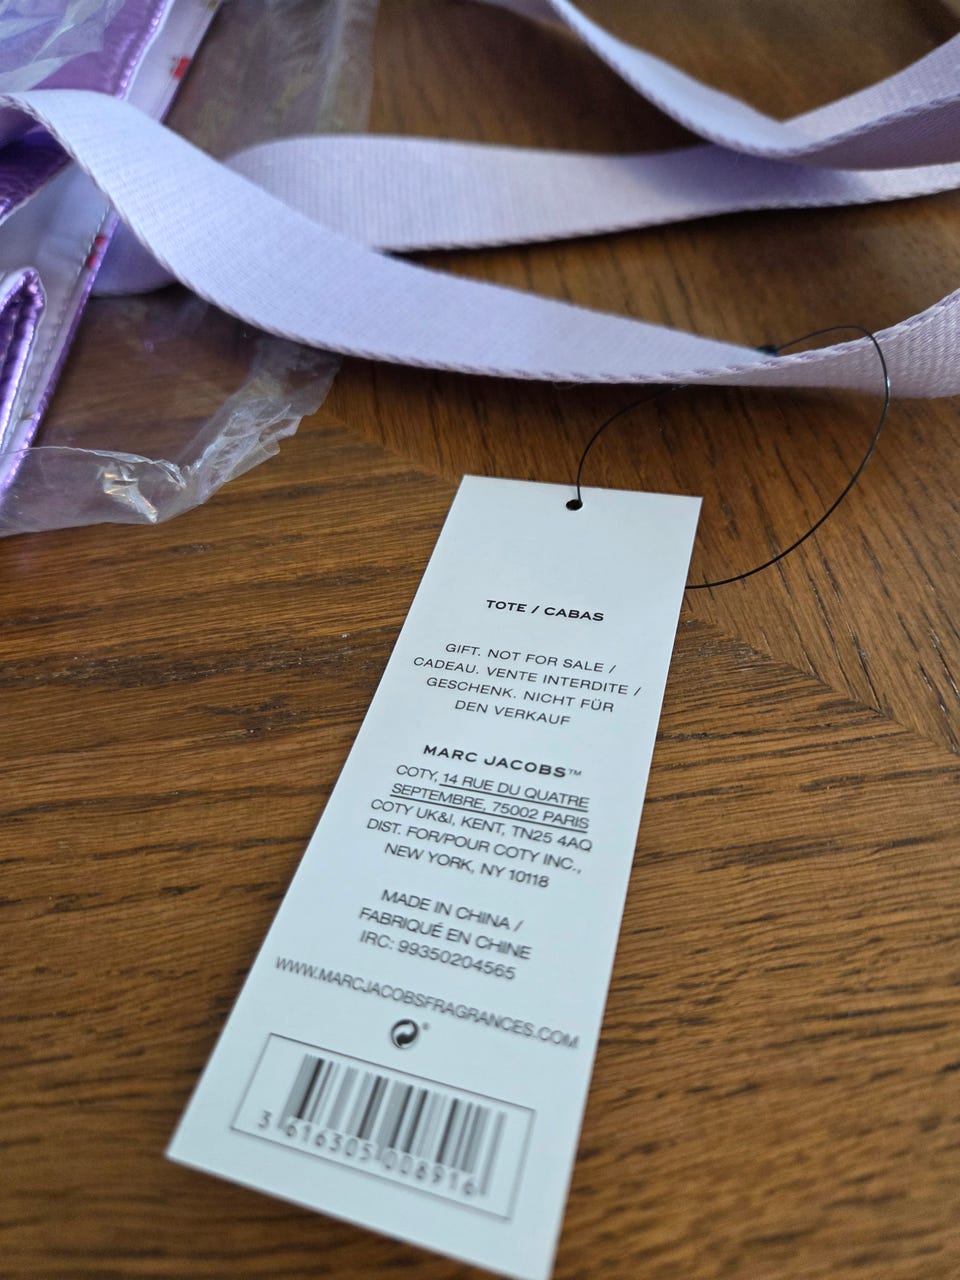 TOTE / CABAS
GIFT. NOT FOR SALE /
CADEAU. VENTE INTERDITE /
GESCHENK. NICHT FÜR
DEN VERKAUF
MARC JACOBS™
COTY, 14 RUE DU QUATRE
SEPTEMBRE, 75002 PARIS
COTY UK&I, KENT, TN25 4AQ
DIST. FOR/POUR COTY INC.,
NEW YORK, NY 10118
MADE IN CHINA /
FABRIQUÉ EN CHINE
IRC: 99350204565
WWW.MARCJACOBSFRAGRANCES.COM
3 616305 008916